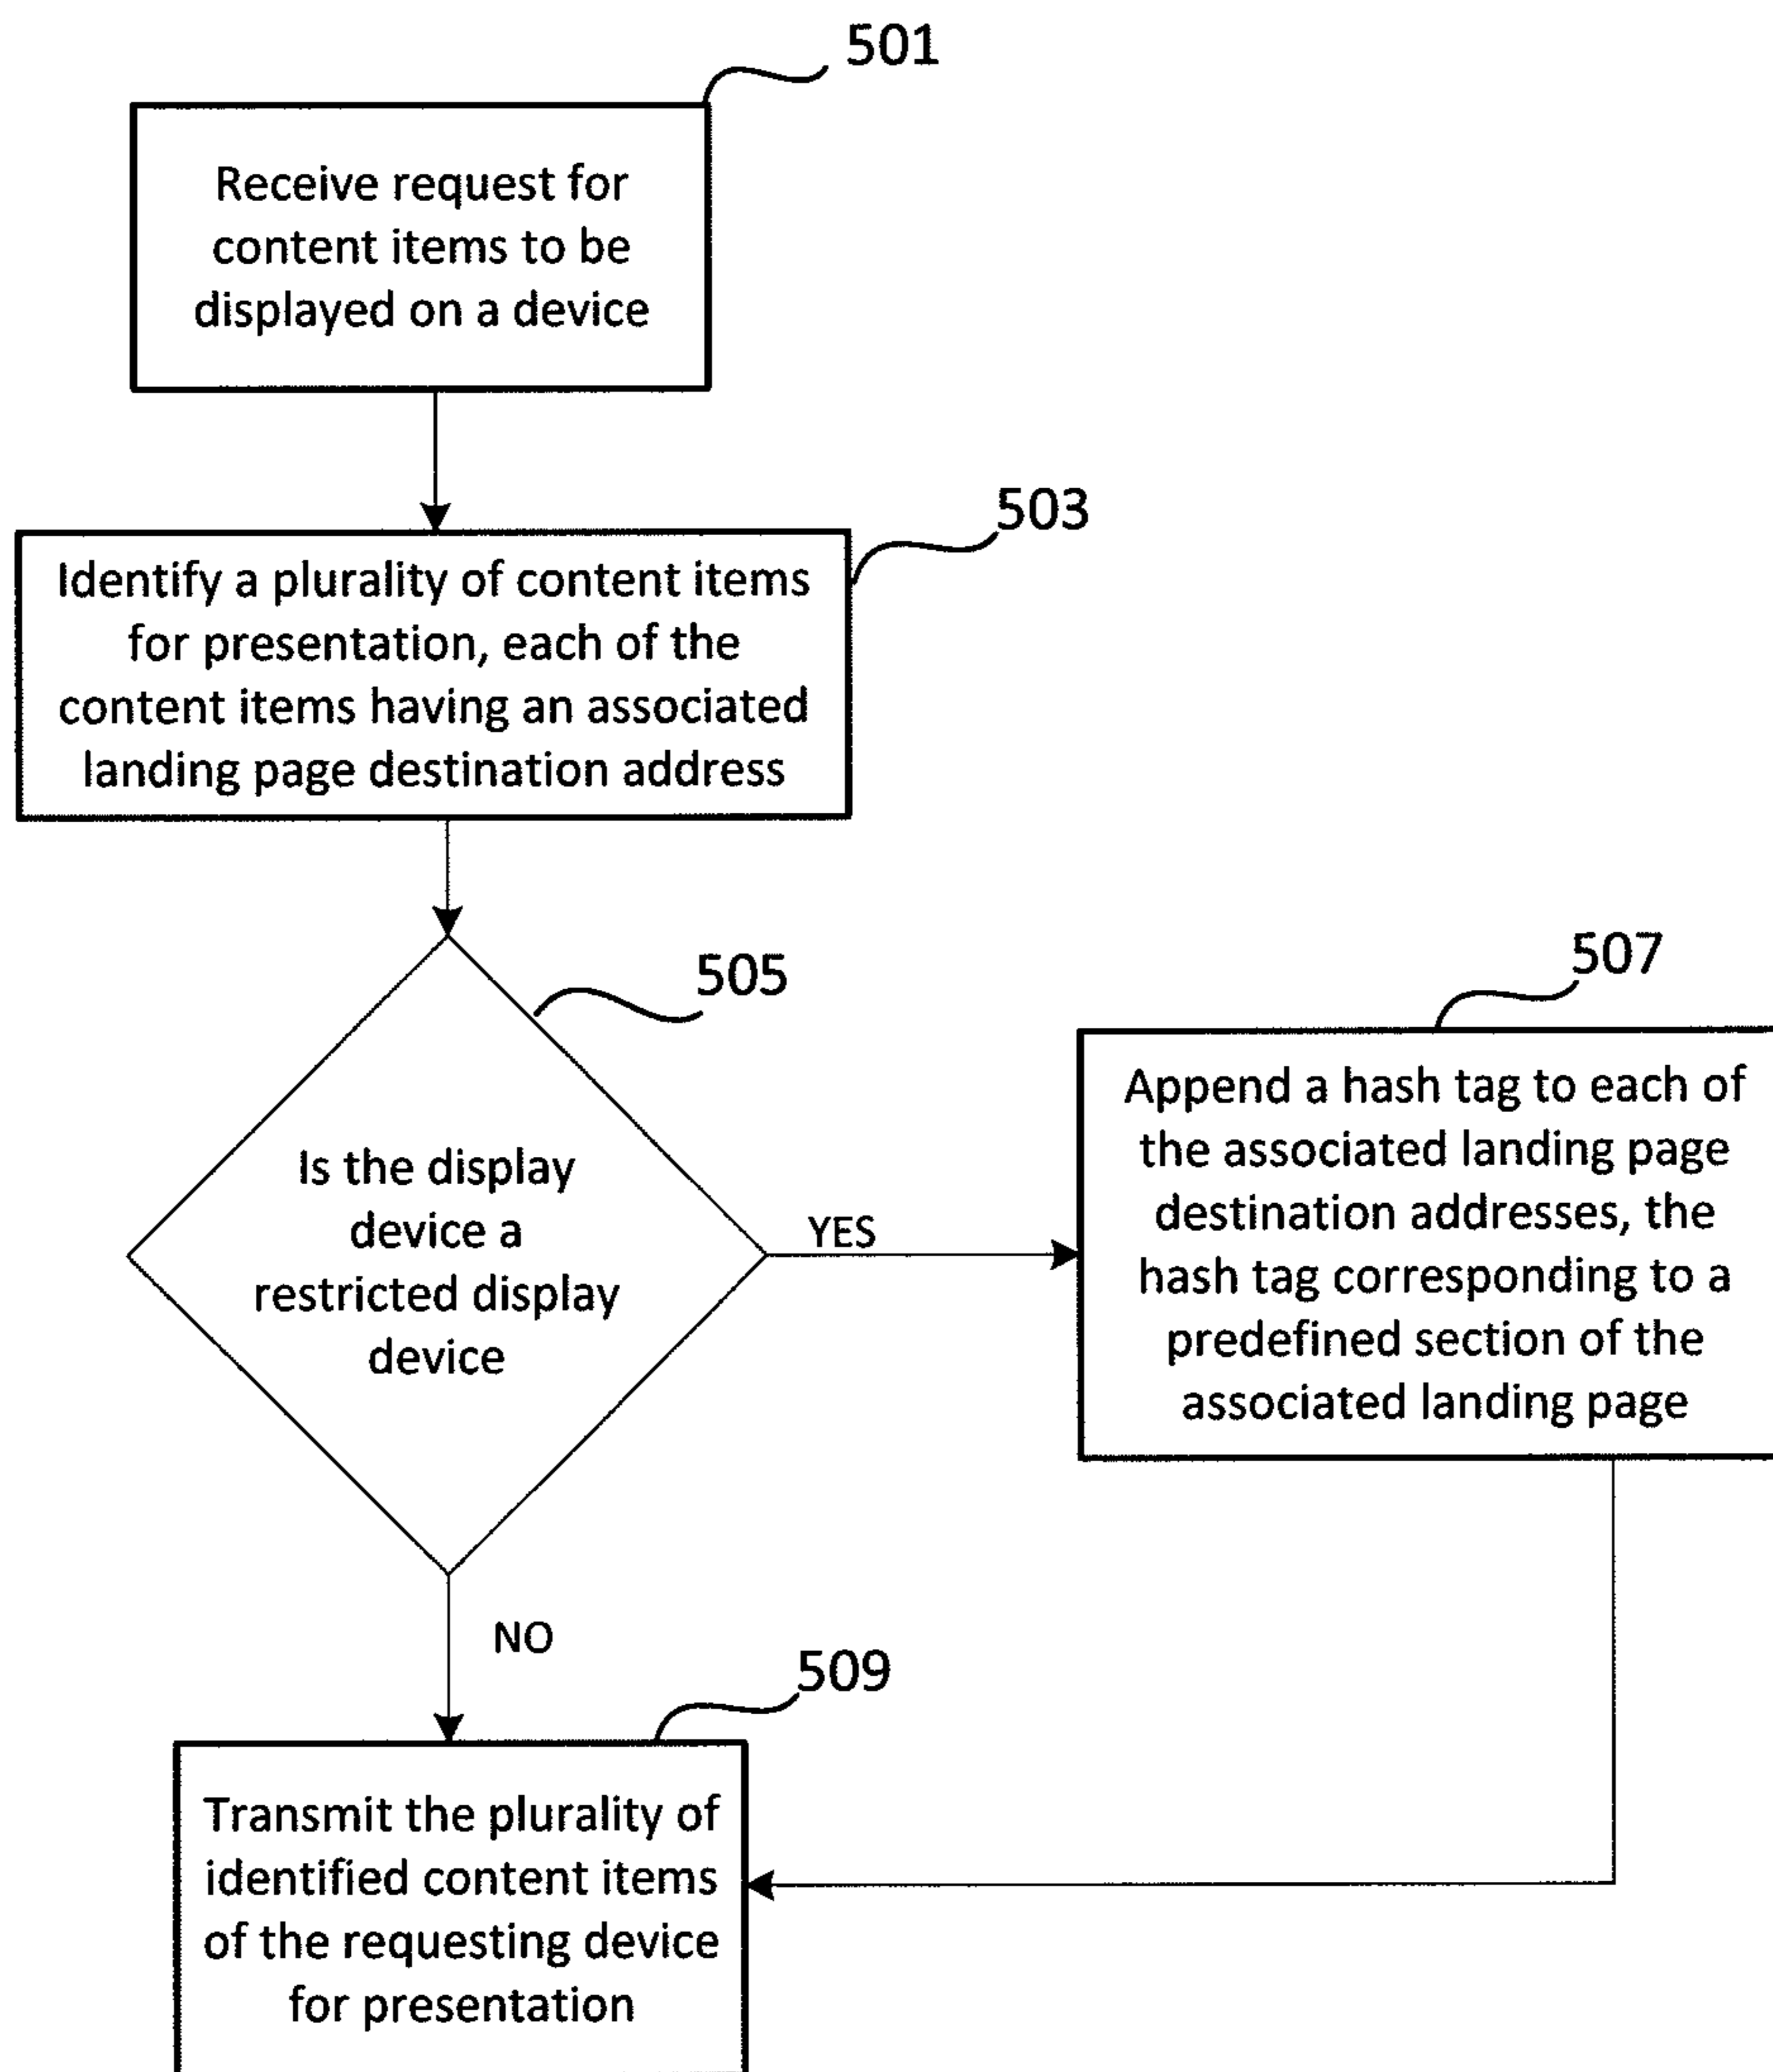 501
Receive request for
content items to be
displayed on a device
503
Identify a plurality of content items
for presentation, each of the
content items having an associated
landing page destination address
505
Is the display
device a
restricted display
device
YES
507
Append a hash tag to each of
the associated landing page
destination addresses, the
hash tag corresponding to a
predefined section of the
associated landing page
NO
509
Transmit the plurality of
identified content items
of the requesting device
for presentation